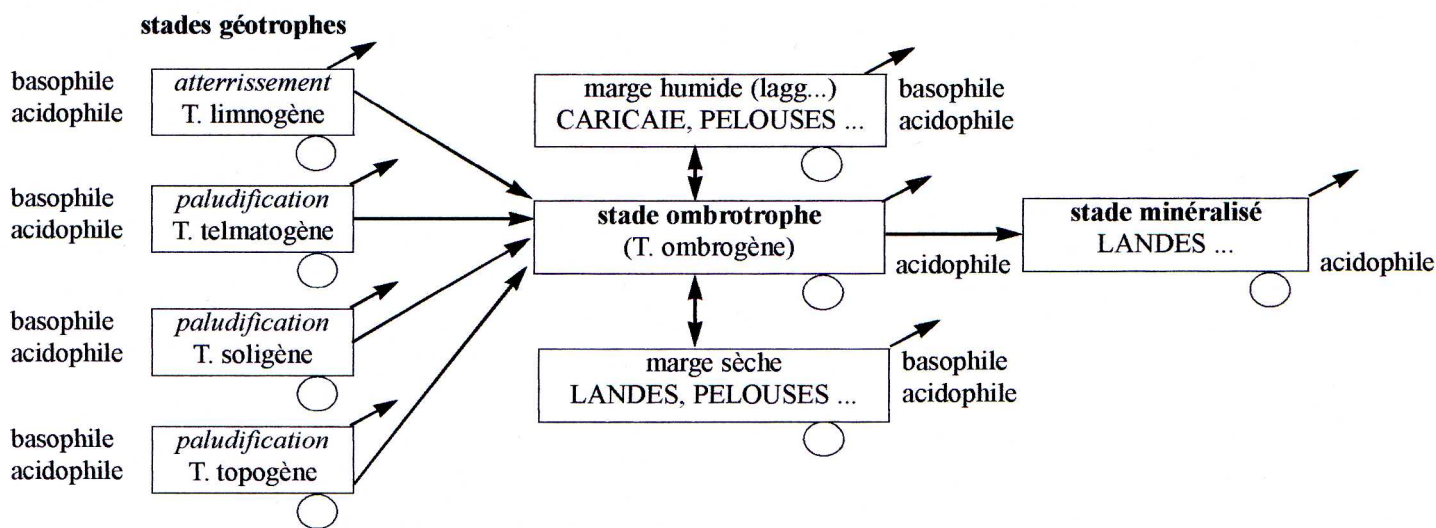 stades géotrophes
basophile
acidophile
atterrissement
T. limnogène
basophile
acidophile
paludification
T. telmatogène
basophile
acidophile
paludification
T. soligène
basophile
acidophile
paludification
T. topogène
marge humide (lagg...)
CARICAIE, PELOUSES ...
basophile
acidophile
stade ombrotrophe
(T. ombrogène)
acidophile
marge sèche
LANDES, PELOUSES ...
basophile
acidophile
stade minéralisé
LANDES ...
acidophile